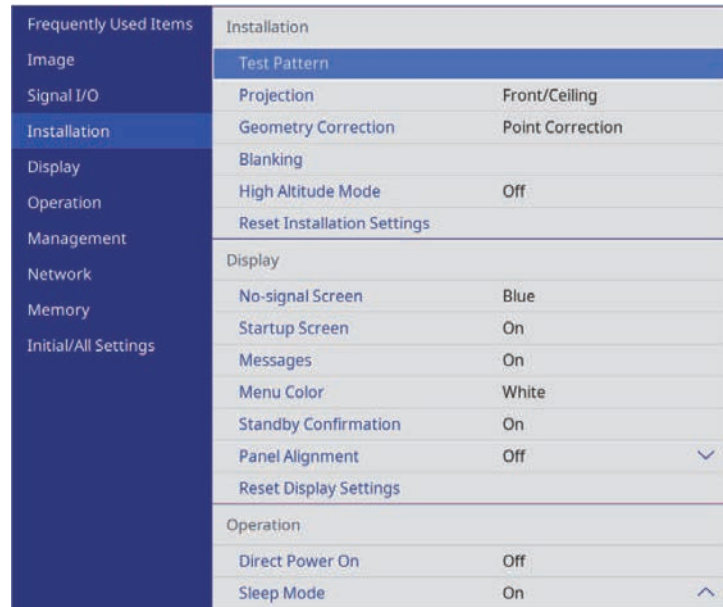 Frequently Used Items
Image
Signal I/O
Installation
Display
Operation
Management
Network
Memory
Initial/All Settings
Installation
Test Pattern
Projection Front/Ceiling
Geometry Correction Point Correction
Blanking
High Altitude Mode Off
Reset Installation Settings
Display
No-signal Screen Blue
Startup Screen On
Messages On
Menu Color White
Standby Confirmation On
Panel Alignment Off
Reset Display Settings
Operation
Direct Power On Off
Sleep Mode On